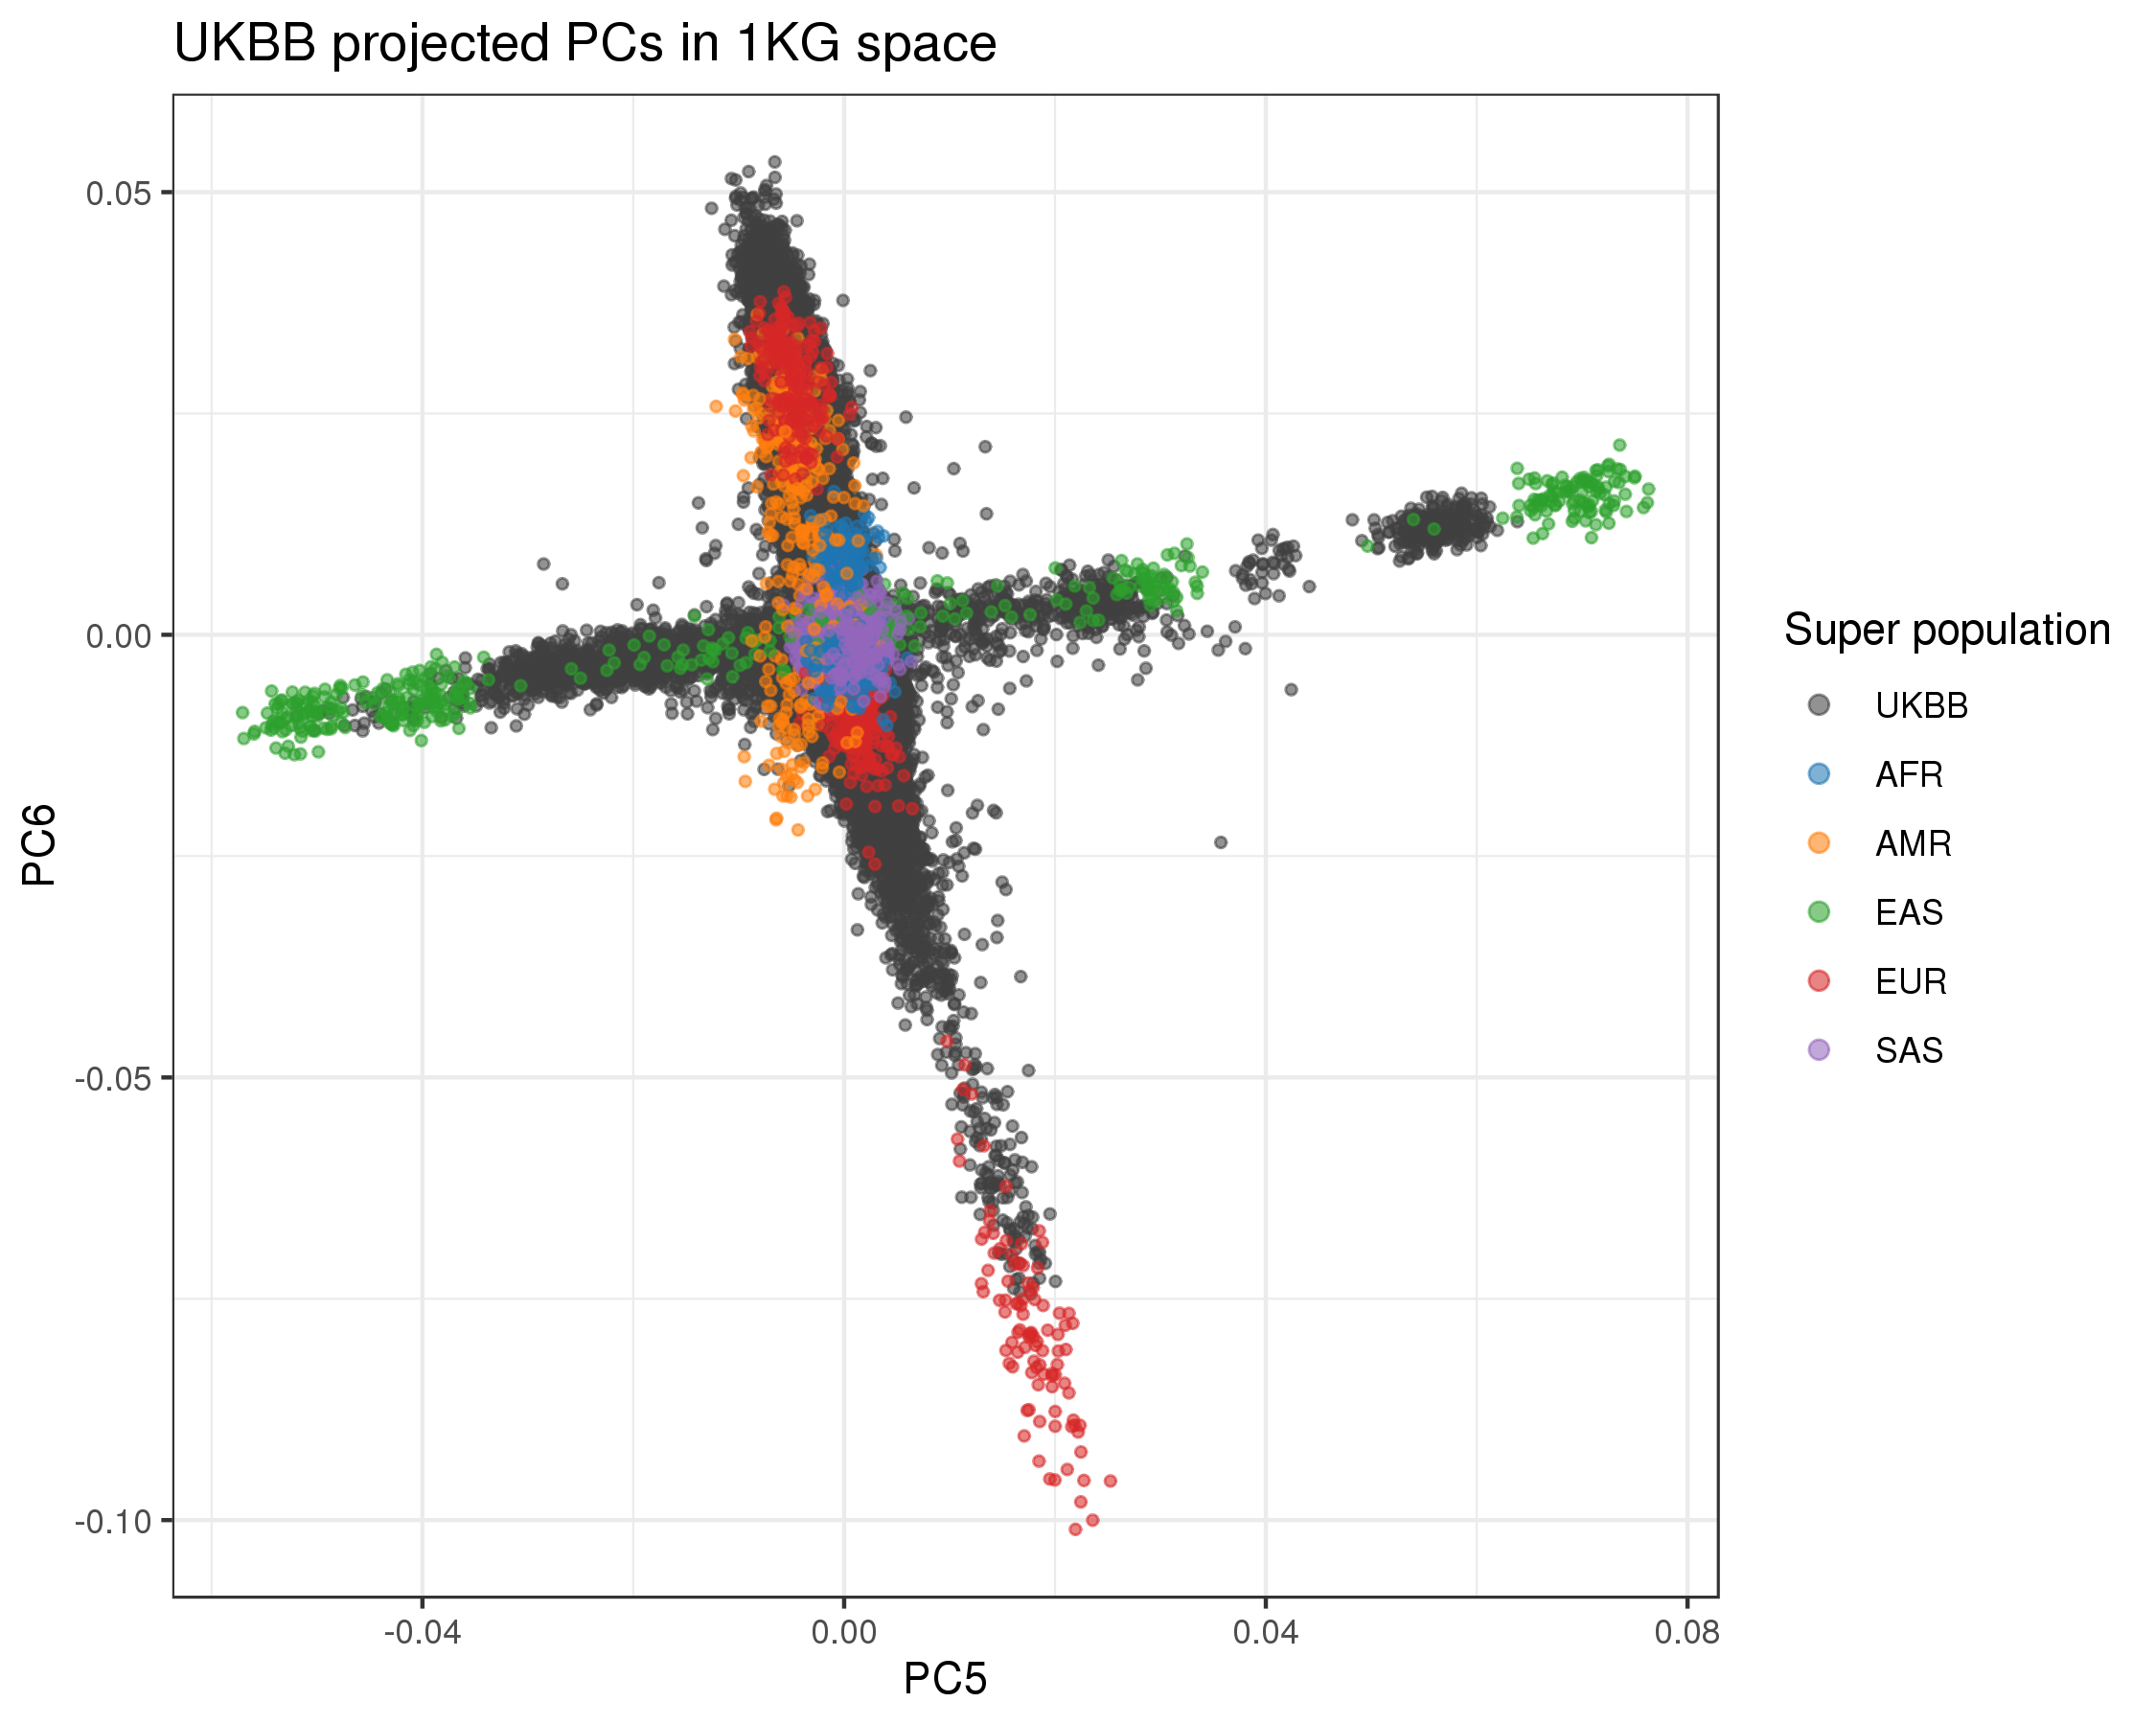 UKBB projected PCs in 1KG space
0.05
0.00
-0.05
-0.10
PC6
-0.04
0.00
0.04
0.08
PC5
Super population
UKBB
AFR
AMR
EAS
EUR
SAS